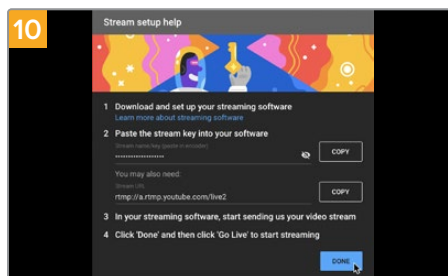 10
Stream setup help
1 Download and set up your streaming software
Learn more about streaming software
2 Paste the stream key into your software
Stream name/key (paste in encoder)
••••••••••••••••••• COPY
You may also need:
Stream URL
rtmp://a.rtmp.youtube.com/live2 COPY
3 In your streaming software, start sending us your video stream
4 Click 'Done' and then click 'Go Live' to start streaming
DONE